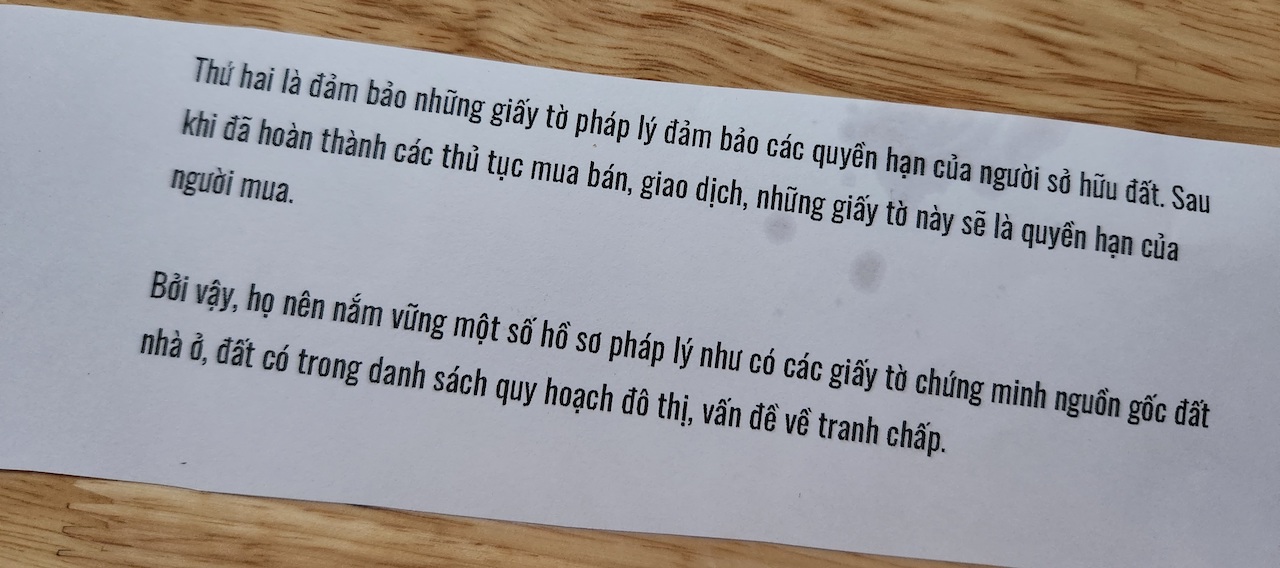 Thứ hai là đảm bảo những giấy tờ pháp lý đảm bảo các quyền hạn của người sở hữu đất. Sau
khi đã hoàn thành các thủ tục mua bán, giao dịch, những giấy tờ này sẽ là quyền hạn của
người mua.
Bởi vậy, họ nên nắm vững một số hồ sơ pháp lý như có các giấy tờ chứng minh nguồn gốc đất
nhà ở, đất có trong danh sách quy hoạch đô thị, vấn đề về tranh chấp.